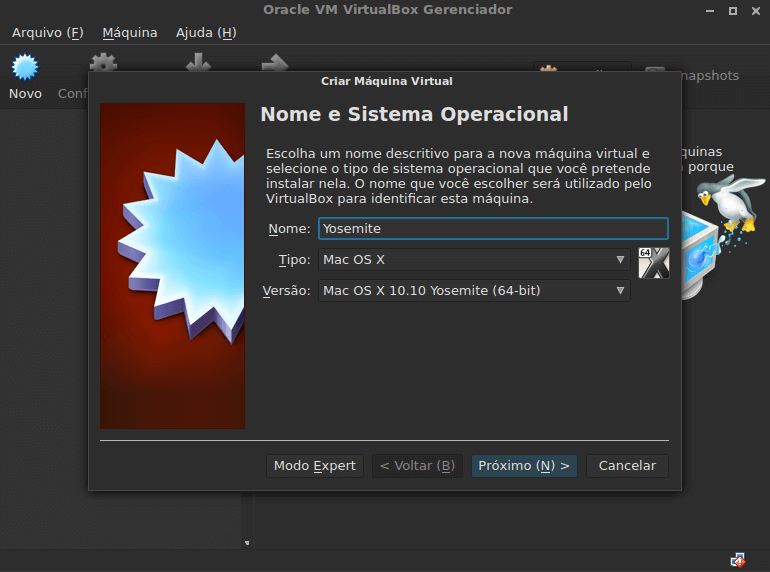 Oracle VM VirtualBox Gerenciador
Arquivo (F) Máquina Ajuda (H)
Novo
napshots
Criar Máquina Virtual
Nome e Sistema Operacional
Escolha um nome descritivo para a nova máquina virtual e
selecione o tipo de sistema operacional que você pretende
instalar nela. O nome que você escolher será utilizado pelo
VirtualBox para identificar esta máquina.
quinas
porque
Nome: Yosemite
Tipo: Mac OS X
64
X
Versão: Mac OS X 10.10 Yosemite (64-bit)
Modo Expert < Voltar (B) Próximo (N) > Cancelar